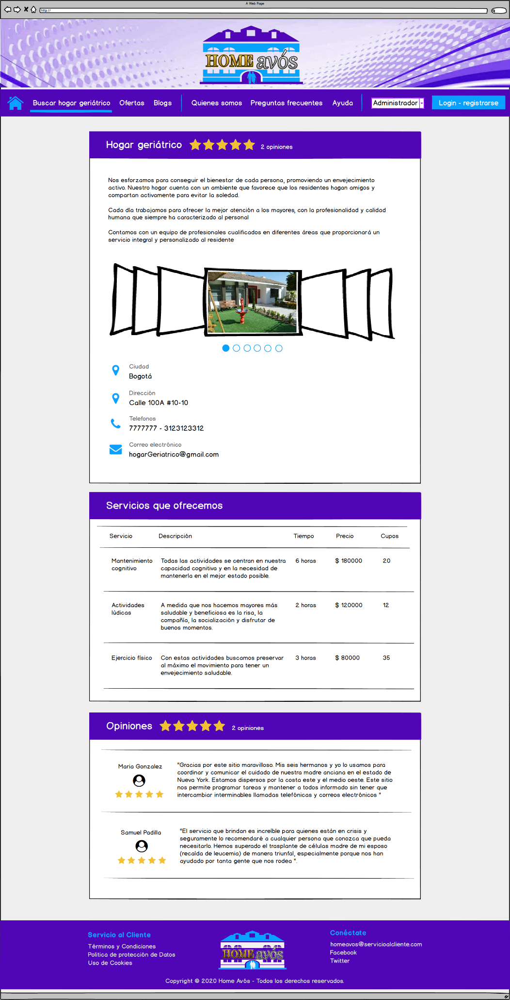 A Web Page
http://
HOME avós
Buscar hogar geriátrico Ofertas Blogs Quienes somos Preguntas frecuentes Ayuda Administrador Login - registrarse
Hogar geriátrico 2 opiniones
Nos esforzamos para conseguir el bienestar de cada persona, promoviendo un envejecimiento
activo. Nuestro hogar cuenta con un ambiente que favorece que los residentes hagan amigos y
compartan activamente para evitar la soledad.
Cada día trabajamos para ofrecer la mejor atención a los mayores, con la profesionalidad y calidad
humana que siempre ha caracterizado al personal
Contamos con un equipo de profesionales cualificados en diferentes áreas que proporcionará un
servicio integral y personalizado al residente
Ciudad
Bogotá
Dirección
Calle 100A #10-10
Telefonos
7777777 - 3123123312
Correo electrónico
hogarGeriatrico@gmail.com
Servicios que ofrecemos
Servicio Descripción Tiempo Precio Cupos
Mantenimiento Todas las actividades se centran en nuestra 6 horas $ 180000 20
cognitivo capacidad cognitiva y en la necesidad de
mantenerla en el mejor estado posible.
Actividades A medida que nos hacemos mayores más 2 horas $ 120000 12
lúdicas saludable y beneficiosa es la risa, la
compañía, la socialización y disfrutar de
buenos momentos.
Ejercicio físico Con estas actividades buscamos preservar 3 horas $ 80000 35
al máximo el movimiento para tener un
envejecimiento saludable.
Opiniones 2 opiniones
Maria Gonzalez
"Gracias por este sitio maravilloso. Mis seis hermanos y yo lo usamos para
coordinar y comunicar el cuidado de nuestra madre anciana en el estado de
Nueva York. Estamos dispersos por la costa este y el medio oeste. Este sitio
nos permite programar tareas y mantener a todos informado sin tener que
intercambiar interminables llamadas telefónicas y correos electrónicos "
Samuel Padilla
"El servicio que brindan es increíble para quienes están en crisis y
seguramente lo recomendaré a cualquier persona que conozca que pueda
necesitarlo. Hemos superado el trasplante de células madre de mi esposo
(recaída de leucemia) de manera triunfal, especialmente porque nos han
ayudado por tanta gente que nos rodea ".
Servicio al Cliente
Términos y Condiciones
Politica de protección de Datos
Uso de Cookies
HOME avós
Conéctate
homeavos@servicioalcliente.com
Facebook
Twitter
Copyright © 2020 Home Avós - Todos los derechos reservados.